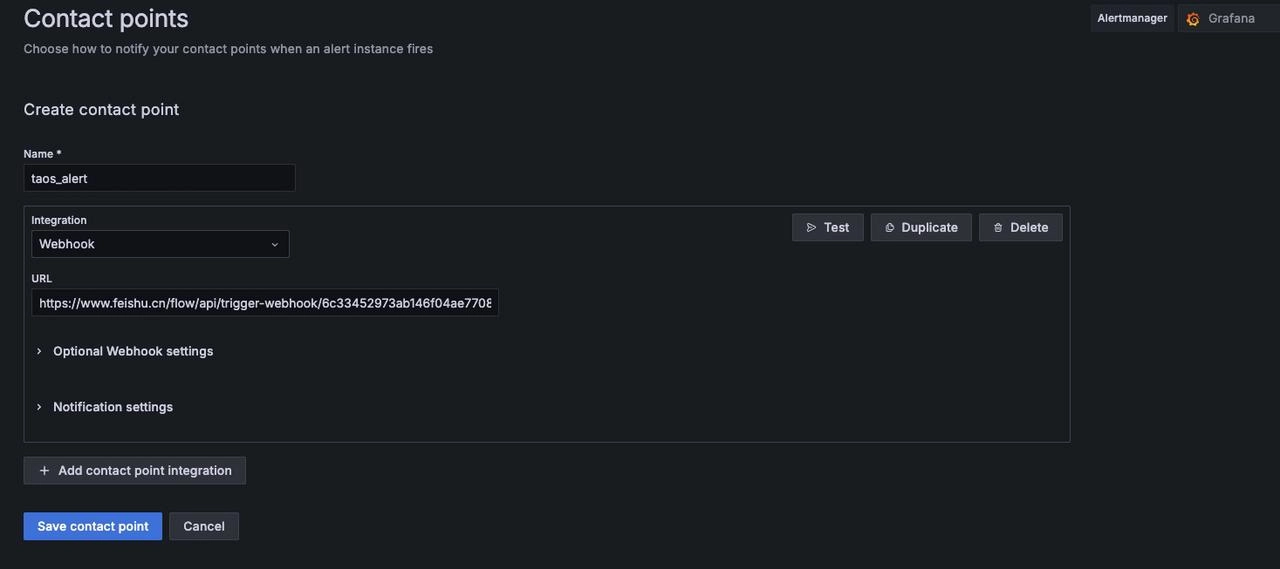 Contact points
Alertmanager
Grafana
Choose how to notify your contact points when an alert instance fires
Create contact point
Name *
taos_alert
Integration
Webhook
Test
Duplicate
Delete
URL
https://www.feishu.cn/flow/api/trigger-webhook/6c33452973ab146f04ae7708
Optional Webhook settings
Notification settings
Add contact point integration
Save contact point
Cancel